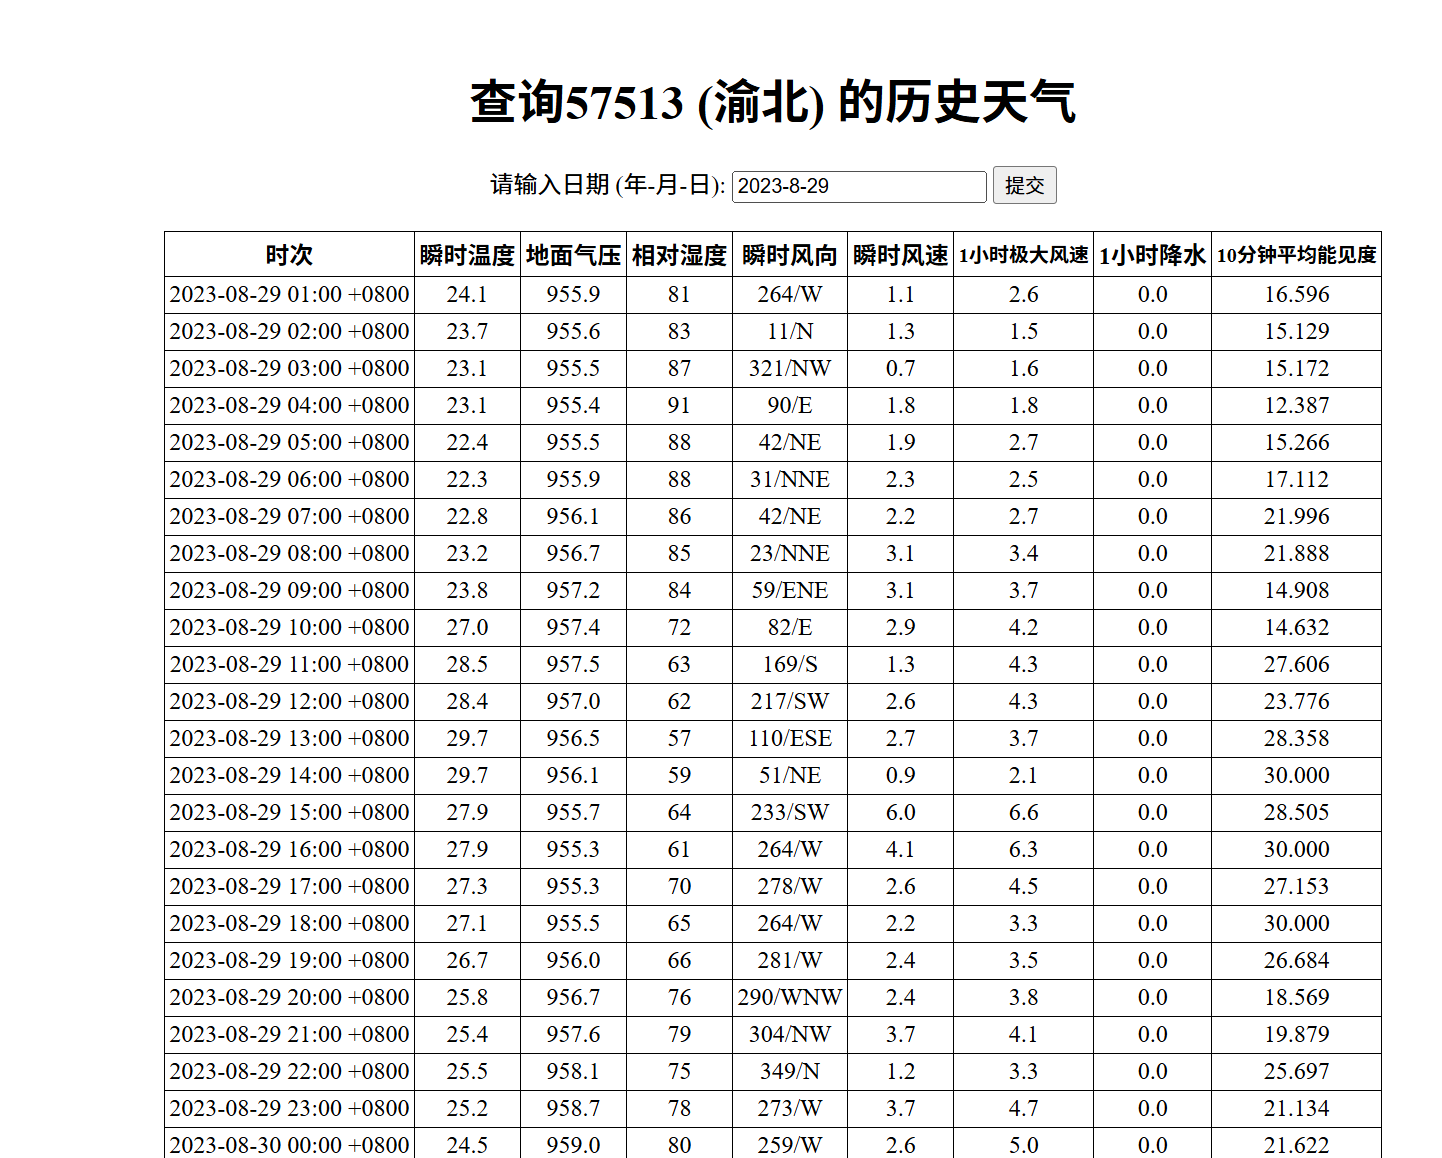 查询57513 (渝北) 的历史天气
请输入日期 (年-月-日): 2023-8-29 提交
时次 瞬时温度 地面气压 相对湿度 瞬时风向 瞬时风速 1小时极大风速 1小时降水 10分钟平均能见度
2023-08-29 01:00 +0800 24.1 955.9 81 264/W 1.1 2.6 0.0 16.596
2023-08-29 02:00 +0800 23.7 955.6 83 11/N 1.3 1.5 0.0 15.129
2023-08-29 03:00 +0800 23.1 955.5 87 321/NW 0.7 1.6 0.0 15.172
2023-08-29 04:00 +0800 23.1 955.4 91 90/E 1.8 1.8 0.0 12.387
2023-08-29 05:00 +0800 22.4 955.5 88 42/NE 1.9 2.7 0.0 15.266
2023-08-29 06:00 +0800 22.3 955.9 88 31/NNE 2.3 2.5 0.0 17.112
2023-08-29 07:00 +0800 22.8 956.1 86 42/NE 2.2 2.7 0.0 21.996
2023-08-29 08:00 +0800 23.2 956.7 85 23/NNE 3.1 3.4 0.0 21.888
2023-08-29 09:00 +0800 23.8 957.2 84 59/ENE 3.1 3.7 0.0 14.908
2023-08-29 10:00 +0800 27.0 957.4 72 82/E 2.9 4.2 0.0 14.632
2023-08-29 11:00 +0800 28.5 957.5 63 169/S 1.3 4.3 0.0 27.606
2023-08-29 12:00 +0800 28.4 957.0 62 217/SW 2.6 4.3 0.0 23.776
2023-08-29 13:00 +0800 29.7 956.5 57 110/ESE 2.7 3.7 0.0 28.358
2023-08-29 14:00 +0800 29.7 956.1 59 51/NE 0.9 2.1 0.0 30.000
2023-08-29 15:00 +0800 27.9 955.7 64 233/SW 6.0 6.6 0.0 28.505
2023-08-29 16:00 +0800 27.9 955.3 61 264/W 4.1 6.3 0.0 30.000
2023-08-29 17:00 +0800 27.3 955.3 70 278/W 2.6 4.5 0.0 27.153
2023-08-29 18:00 +0800 27.1 955.5 65 264/W 2.2 3.3 0.0 30.000
2023-08-29 19:00 +0800 26.7 956.0 66 281/W 2.4 3.5 0.0 26.684
2023-08-29 20:00 +0800 25.8 956.7 76 290/WNW 2.4 3.8 0.0 18.569
2023-08-29 21:00 +0800 25.4 957.6 79 304/NW 3.7 4.1 0.0 19.879
2023-08-29 22:00 +0800 25.5 958.1 75 349/N 1.2 3.3 0.0 25.697
2023-08-29 23:00 +0800 25.2 958.7 78 273/W 3.7 4.7 0.0 21.134
2023-08-30 00:00 +0800 24.5 959.0 80 259/W 2.6 5.0 0.0 21.622